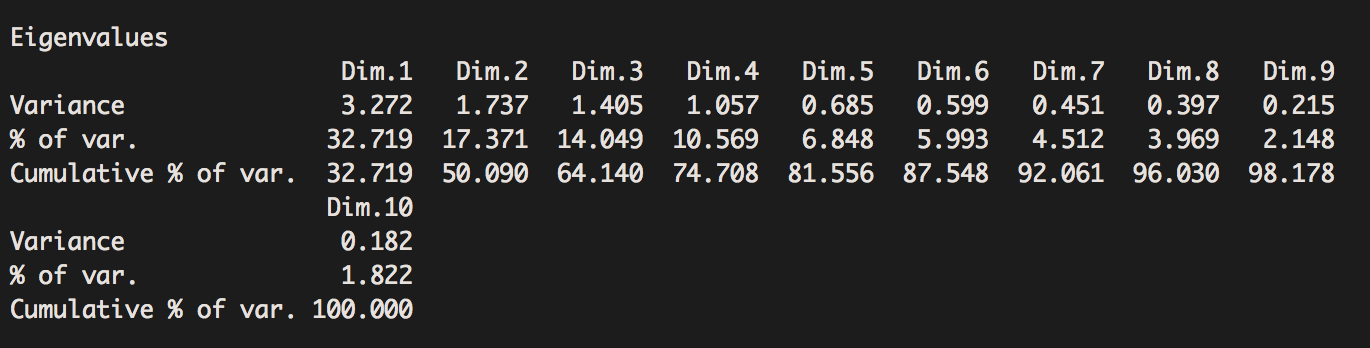 Eigenvalues
                       Dim.1   Dim.2   Dim.3   Dim.4   Dim.5   Dim.6   Dim.7   Dim.8   Dim.9
Variance               3.272   1.737   1.405   1.057   0.685   0.599   0.451   0.397   0.215
% of var.             32.719  17.371  14.049  10.569   6.848   5.993   4.512   3.969   2.148
Cumulative % of var.  32.719  50.090  64.140  74.708  81.556  87.548  92.061  96.030  98.178
                      Dim.10
Variance               0.182
% of var.              1.822
Cumulative % of var. 100.000